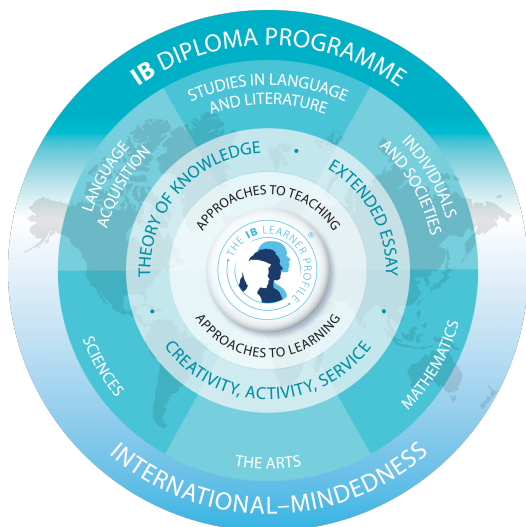 IB DIPLOMA PROGRAMME
STUDIES IN LANGUAGE
AND LITERATURE
LANGUAGE
ACQUISITION
INDIVIDUALS
AND SOCIETIES
THEORY OF KNOWLEDGE
EXTENDED ESSAY
APPROACHES TO TEACHING
THE IB LEARNER PROFILE
®
APPROACHES TO LEARNING
CREATIVITY, ACTIVITY, SERVICE
SCIENCES
MATHEMATICS
THE ARTS
INTERNATIONAL–MINDEDNESS